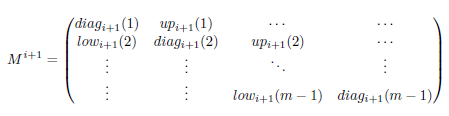 diag_{i+1}(1) up_{i+1}(1) ⋯ ⋯
low_{i+1}(2) diag_{i+1}(2) up_{i+1}(2) ⋯
M^{i+1} = ⋮ ⋮ ⋱ ⋮
⋮ ⋮ low_{i+1}(m − 1) diag_{i+1}(m − 1)